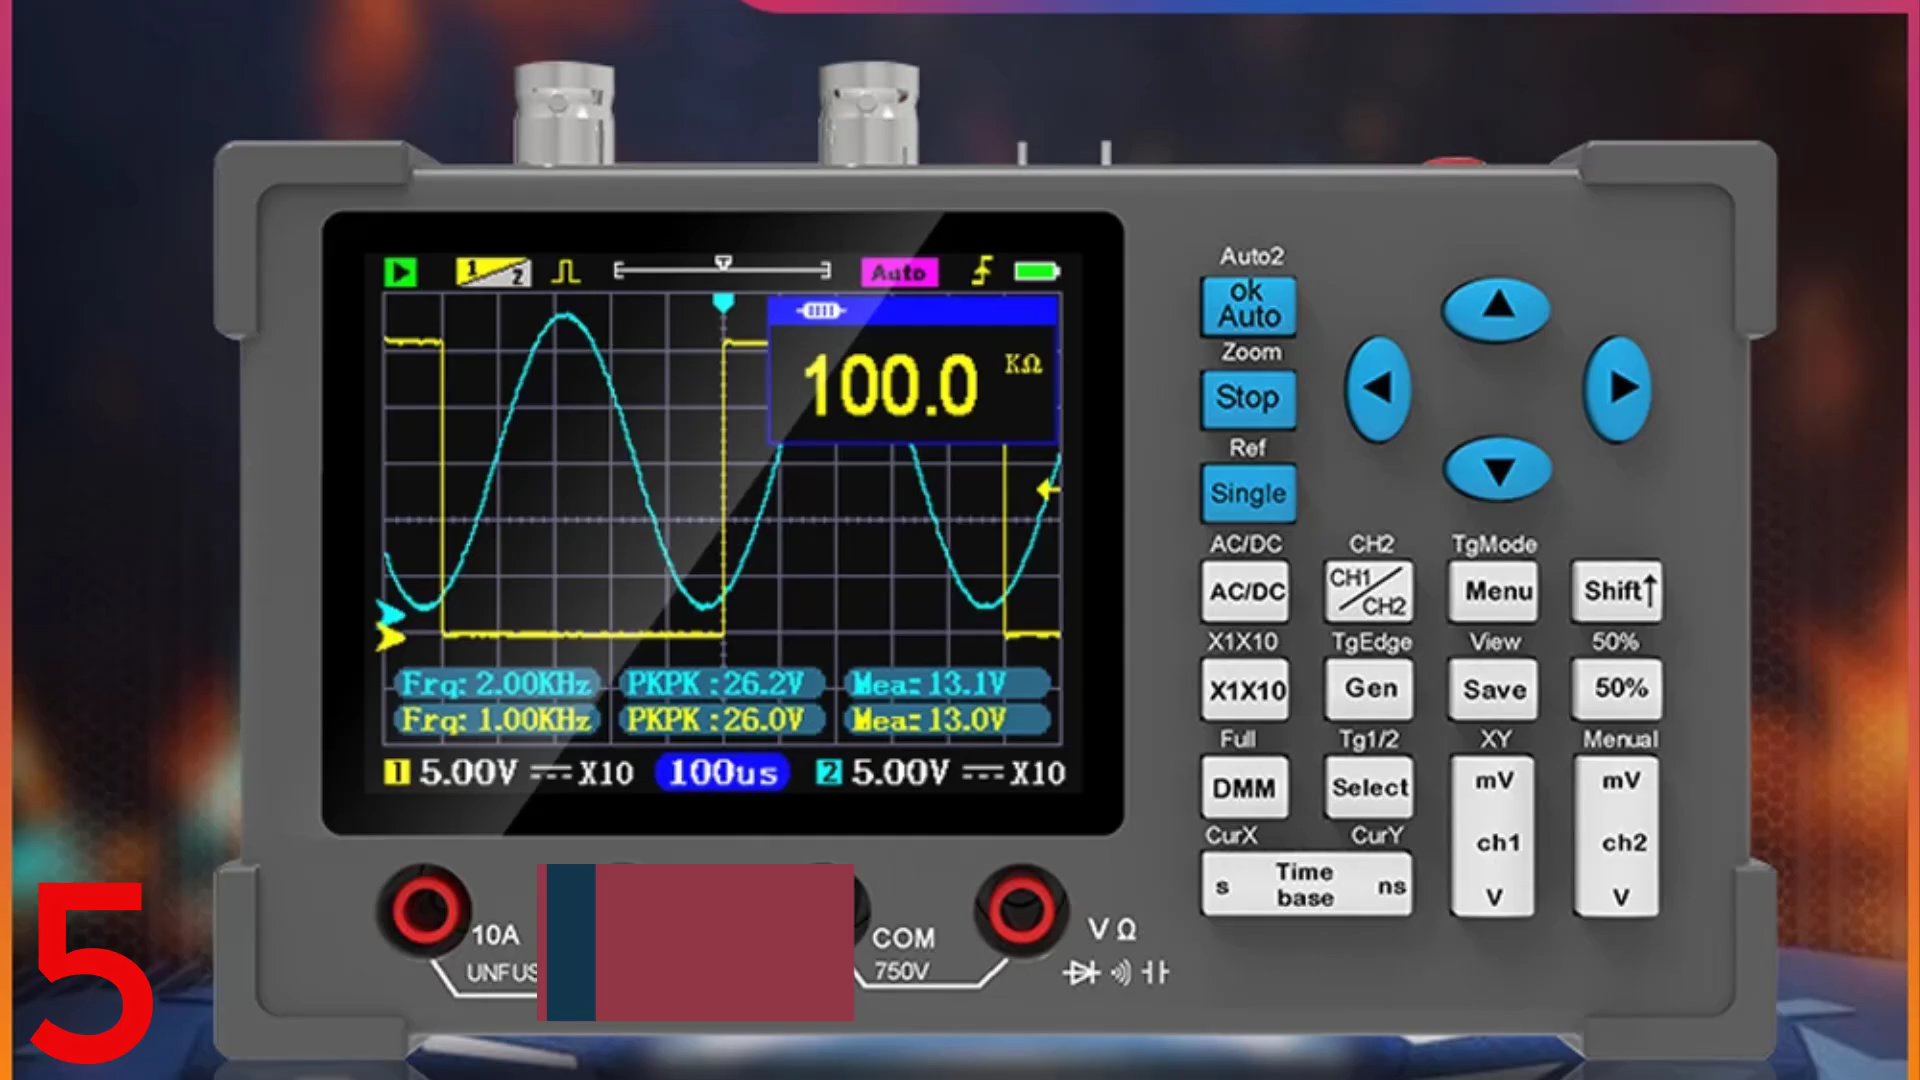 1 2
Auto
100.0 KΩ
Frq: 2.00KHz PKPK :26.2V Mea: 13.1V
Frq: 1.00KHz PKPK :26.0V Mea: 13.0V
1 5.00V X10 100us 2 5.00V X10
Auto2
ok
Auto
Zoom
Stop
Ref
Single
AC/DC CH2 TgMode
AC/DC CH1/CH2 Menu Shift↑
X1X10 TgEdge View 50%
X1X10 Gen Save 50%
Full Tg1/2 XY Menual
DMM Select
mV ch1 V
mV ch2 V
CurX CurY
s Time base ns
10A
UNFUS
COM
750V
V Ω
5